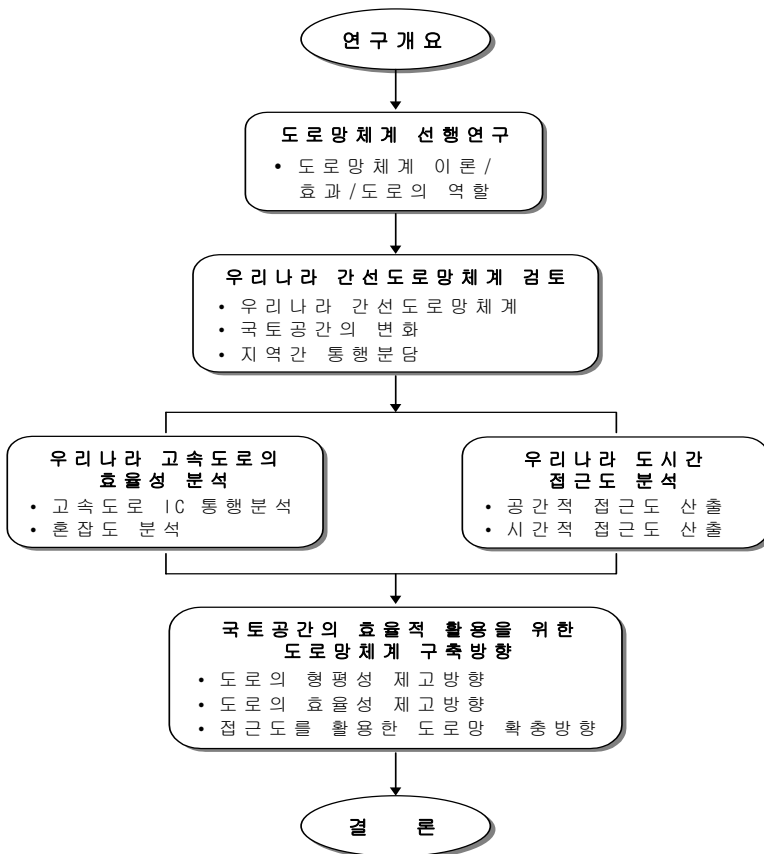 연구개요
도로망체계 선행연구
• 도로망체계 이론/
효과/도로의 역할
우리나라 간선도로망체계 검토
• 우리나라 간선도로망체계
• 국토공간의 변화
• 지역간 통행분담
우리나라 고속도로의
효율성 분석
• 고속도로 IC 통행분석
• 혼잡도 분석
우리나라 도시간
접근도 분석
• 공간적 접근도 산출
• 시간적 접근도 산출
국토공간의 효율적 활용을 위한
도로망체계 구축방향
• 도로의 형평성 제고방향
• 도로의 효율성 제고방향
• 접근도를 활용한 도로망 확충방향
결 론